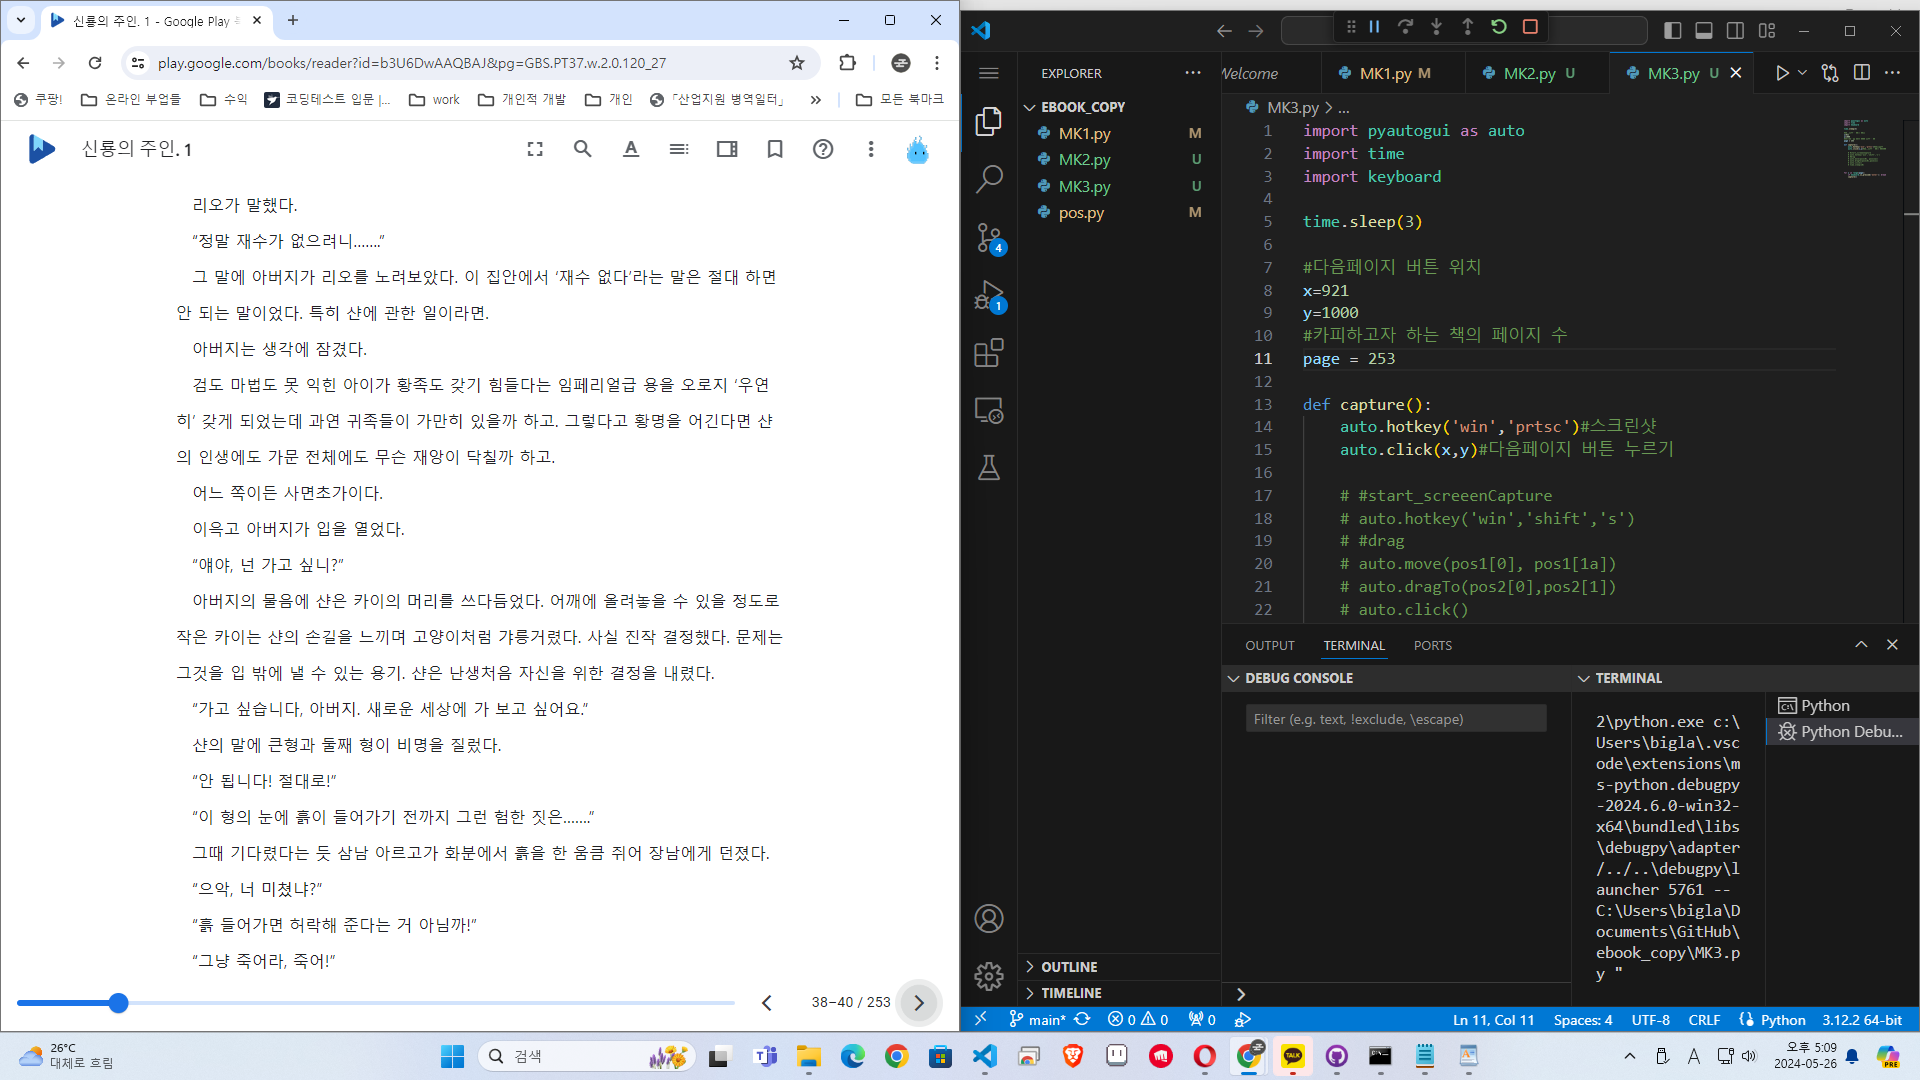 신룡의 주인. 1 - Google Play
play.google.com/books/reader?id=b3U6DwAAQBAJ&pg=GBS.PT37.w.2.0.120_27
쿠팡!
온라인 부업들
수익
코딩테스트 입문 |...
work
개인적 개발
개인
「산업지원 병역일터」
모든 북마크
신룡의 주인. 1
리오가 말했다.
“정말 재수가 없으려니…….”
그 말에 아버지가 리오를 노려보았다. 이 집안에서 ‘재수 없다’라는 말은 절대 하면
안 되는 말이었다. 특히 샨에 관한 일이라면.
아버지는 생각에 잠겼다.
검도 마법도 못 익힌 아이가 황족도 갖기 힘들다는 임페리얼급 용을 오로지 ‘우연
히’ 갖게 되었는데 과연 귀족들이 가만히 있을까 하고. 그렇다고 황명을 어긴다면 샨
의 인생에도 가문 전체에도 무슨 재앙이 닥칠까 하고.
어느 쪽이든 사면초가이다.
이윽고 아버지가 입을 열었다.
“얘야, 넌 가고 싶니?”
아버지의 물음에 샨은 카이의 머리를 쓰다듬었다. 어깨에 올려놓을 수 있을 정도로
작은 카이는 샨의 손길을 느끼며 고양이처럼 갸릉거렸다. 사실 진작 결정했다. 문제는
그것을 입 밖에 낼 수 있는 용기. 샨은 난생처음 자신을 위한 결정을 내렸다.
“가고 싶습니다, 아버지. 새로운 세상에 가 보고 싶어요.”
샨의 말에 큰형과 둘째 형이 비명을 질렀다.
“안 됩니다! 절대로!”
“이 형의 눈에 흙이 들어가기 전까지 그런 험한 짓은…….”
그때 기다렸다는 듯 삼남 아르고가 화분에서 흙을 한 움큼 쥐어 장남에게 던졌다.
“으악, 너 미쳤냐?”
“흙 들어가면 허락해 준다는 거 아님까!”
“그냥 죽어라, 죽어!”
38–40 / 253
EXPLORER
EBOOK_COPY
MK1.py M
MK2.py U
MK3.py U
pos.py M
OUTLINE
TIMELINE
Welcome
MK1.py M
MK2.py U
MK3.py U
MK3.py > ...
1 import pyautogui as auto
2 import time
3 import keyboard
4
5 time.sleep(3)
6
7 #다음페이지 버튼 위치
8 x=921
9 y=1000
10 #카피하고자 하는 책의 페이지 수
11 page = 253
12
13 def capture():
14 auto.hotkey('win','prtsc')#스크린샷
15 auto.click(x,y)#다음페이지 버튼 누르기
16
17 # #start_screeenCapture
18 # auto.hotkey('win','shift','s')
19 # #drag
20 # auto.move(pos1[0], pos1[1a])
21 # auto.dragTo(pos2[0],pos2[1])
22 # auto.click()
OUTPUT
TERMINAL
PORTS
DEBUG CONSOLE
Filter (e.g. text, !exclude, \escape)
TERMINAL
2\python.exe c:\
Users\bigla\.vsc
ode\extensions\m
s-python.debugpy
-2024.6.0-win32-
x64\bundled\libs
\debugpy\adapter
/../..\debugpy\l
auncher 5761 --
C:\Users\bigla\D
ocuments\GitHub\
ebook_copy\MK3.p
y "
Python
Python Debu...
4
1
main*
0
0
0
Ln 11, Col 11
Spaces: 4
UTF-8
CRLF
Python
3.12.2 64-bit
26°C
대체로 흐림
검색
TALK
A
오후 5:09
2024-05-26
PRE